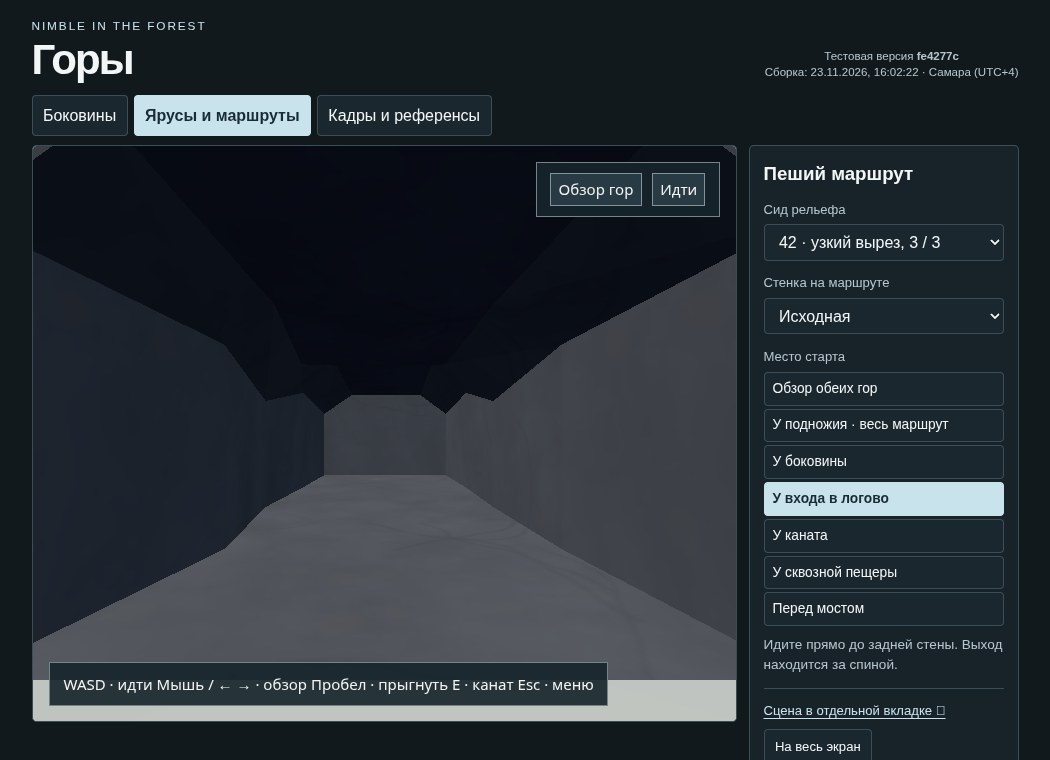 NIMBLE IN THE FOREST
Горы
Тестовая версия fe4277c
Сборка: 23.11.2026, 16:02:22 · Самара (UTC+4)
Боковины
Ярусы и маршруты
Кадры и референсы
Обзор гор
Идти
WASD · идти Мышь / ← → · обзор Пробел · прыгнуть E · канат Esc · меню
Пеший маршрут
Сид рельефа
42 · узкий вырез, 3 / 3
Стенка на маршруте
Исходная
Место старта
Обзор обеих гор
У подножия · весь маршрут
У боковины
У входа в логово
У каната
У сквозной пещеры
Перед мостом
Идите прямо до задней стены. Выход
находится за спиной.
Сцена в отдельной вкладке
На весь экран